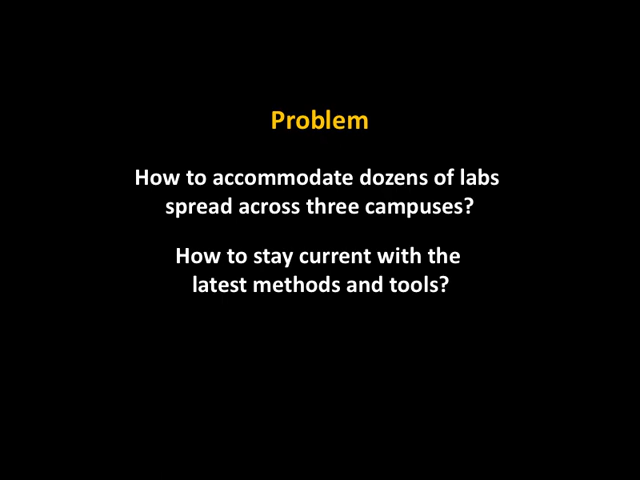 Problem
How to accommodate dozens of labs
spread across three campuses?
How to stay current with the
latest methods and tools?